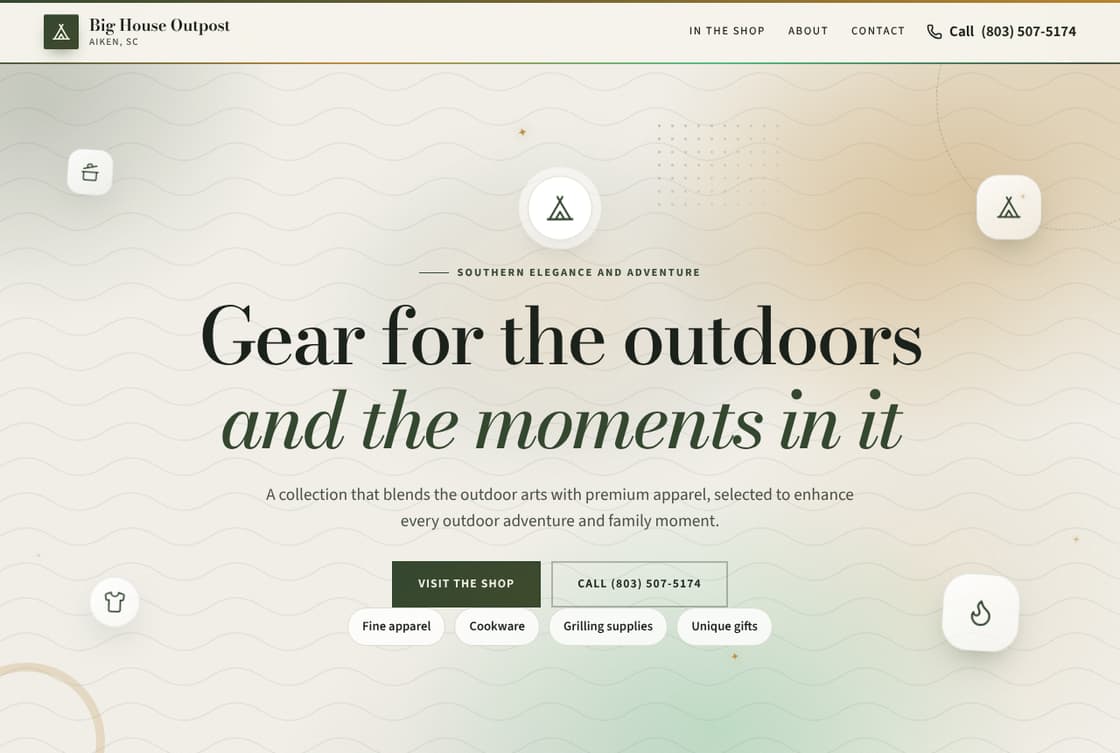 Big House Outpost
AIKEN, SC
IN THE SHOP
ABOUT
CONTACT
Call (803) 507-5174
SOUTHERN ELEGANCE AND ADVENTURE
Gear for the outdoors
and the moments in it
A collection that blends the outdoor arts with premium apparel, selected to enhance
every outdoor adventure and family moment.
VISIT THE SHOP
CALL (803) 507-5174
Fine apparel
Cookware
Grilling supplies
Unique gifts